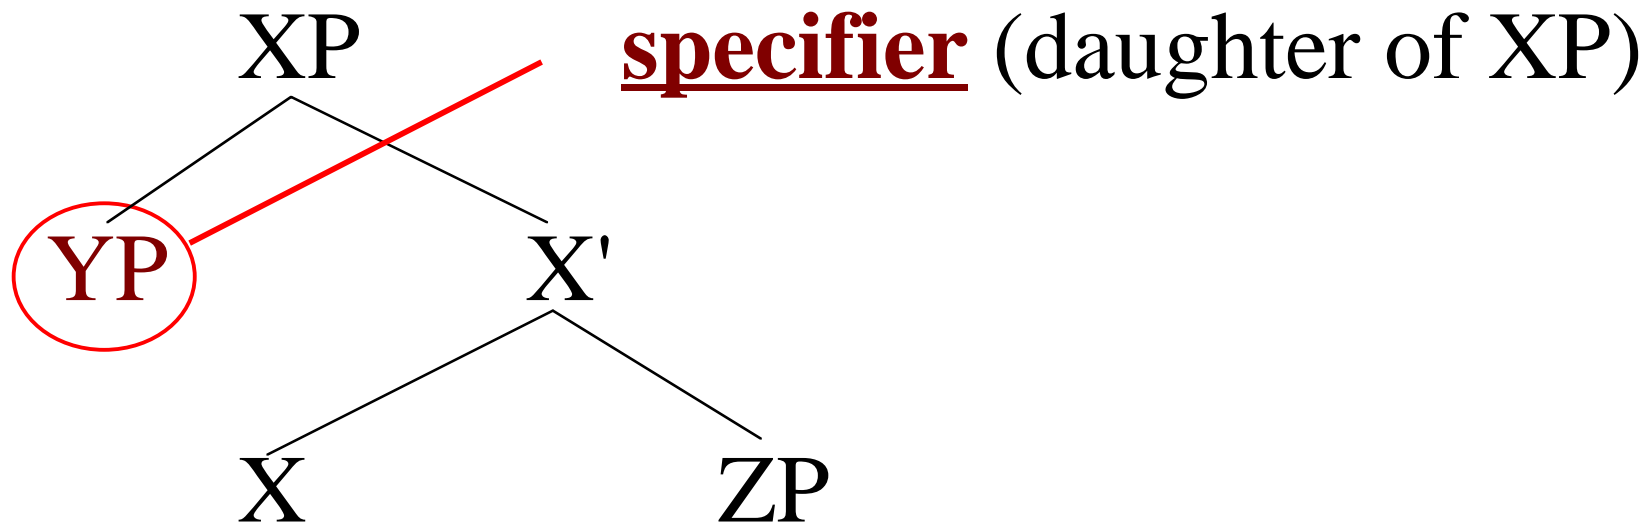 XP specifier (daughter of XP)
YP X'
X ZP